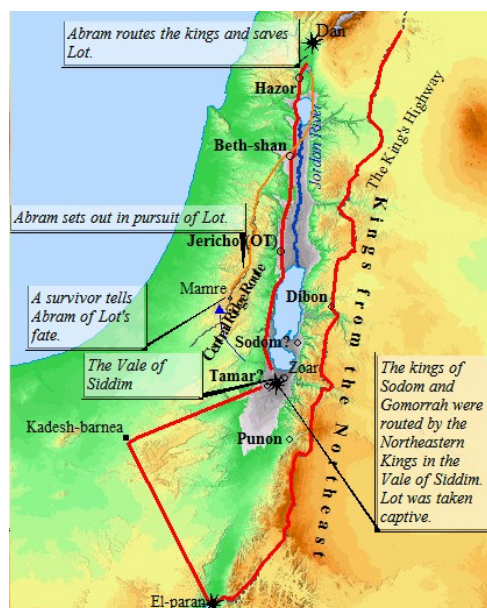 Abram routes the kings and saves
Lot.
Dan
Hazor
The King's Highway
Beth-shan
Jordan River
Abram sets out in pursuit of Lot.
Jericho (OT)
Kings from the Northeast
Mamre
Central Ridge Route
Dibon
A survivor tells
Abram of Lot's
fate.
Sodom?
The Vale of
Siddim
Tamar?
Zoar
The kings of
Sodom and
Gomorrah were
routed by the
Northeastern
Kings in the
Vale of Siddim.
Lot was taken
captive.
Kadesh-barnea
Punon
El-paran